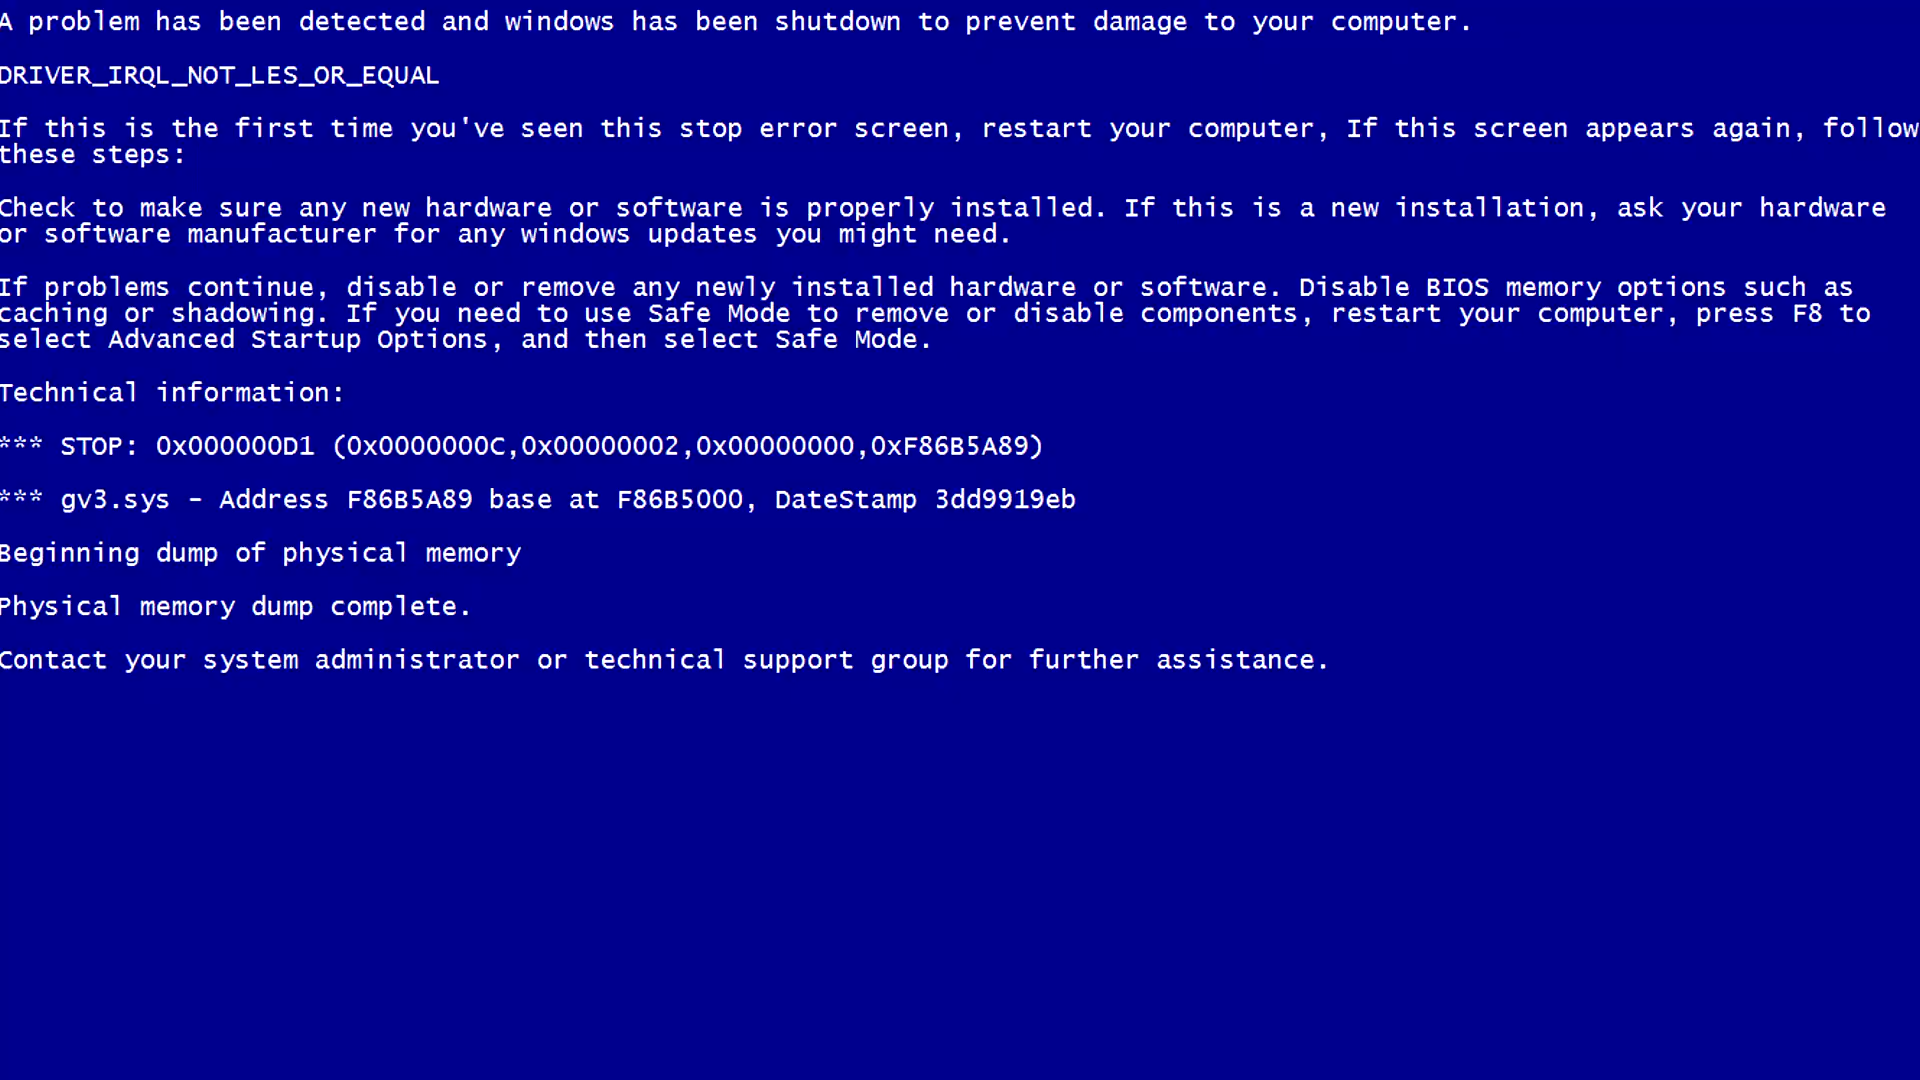 A problem has been detected and windows has been shutdown to prevent damage to your computer.
DRIVER_IRQL_NOT_LES_OR_EQUAL
If this is the first time you've seen this stop error screen, restart your computer, If this screen appears again, follow
these steps:
Check to make sure any new hardware or software is properly installed. If this is a new installation, ask your hardware
or software manufacturer for any windows updates you might need.
If problems continue, disable or remove any newly installed hardware or software. Disable BIOS memory options such as
caching or shadowing. If you need to use Safe Mode to remove or disable components, restart your computer, press F8 to
select Advanced Startup Options, and then select Safe Mode.
Technical information:
*** STOP: 0x000000D1 (0x0000000C,0x00000002,0x00000000,0xF86B5A89)
*** gv3.sys - Address F86B5A89 base at F86B5000, DateStamp 3dd9919eb
Beginning dump of physical memory
Physical memory dump complete.
Contact your system administrator or technical support group for further assistance.